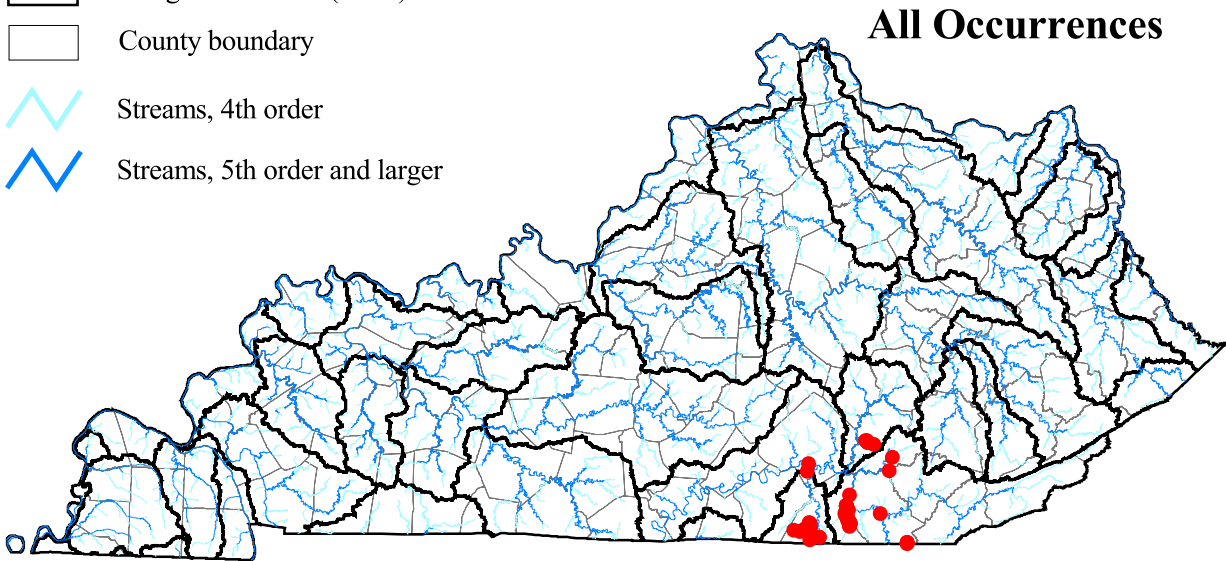 All Occurrences
County boundary
Streams, 4th order
Streams, 5th order and larger